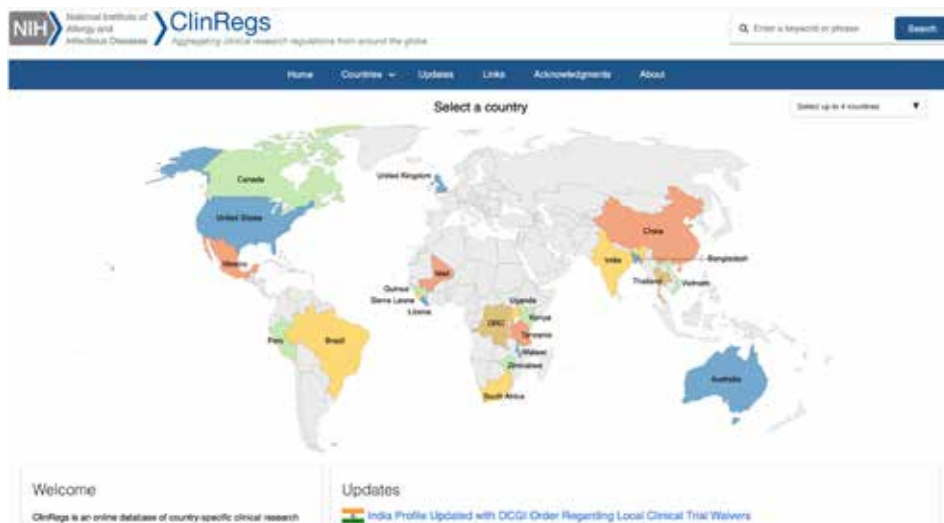 NIH National Institute of Allergy and Infectious Diseases
ClinRegs
Aggregating clinical research regulations from around the globe
Enter a keyword or phrase
Search
Home Countries Updates Links Acknowledgments About
Select a country
Select up to 4 countries
Canada
United Kingdom
United States
China
Mexico
India
Bangladesh
Mali
Thailand
Vietnam
Guinea
Sierra Leone
Liberia
Uganda
DRC
Kenya
Peru
Brazil
Tanzania
Malawi
Zimbabwe
Australia
South Africa
Welcome
ClinRegs is an online database of country-specific clinical research
Updates
India Profile Updated with DCGI Order Regarding Local Clinical Trial Waivers